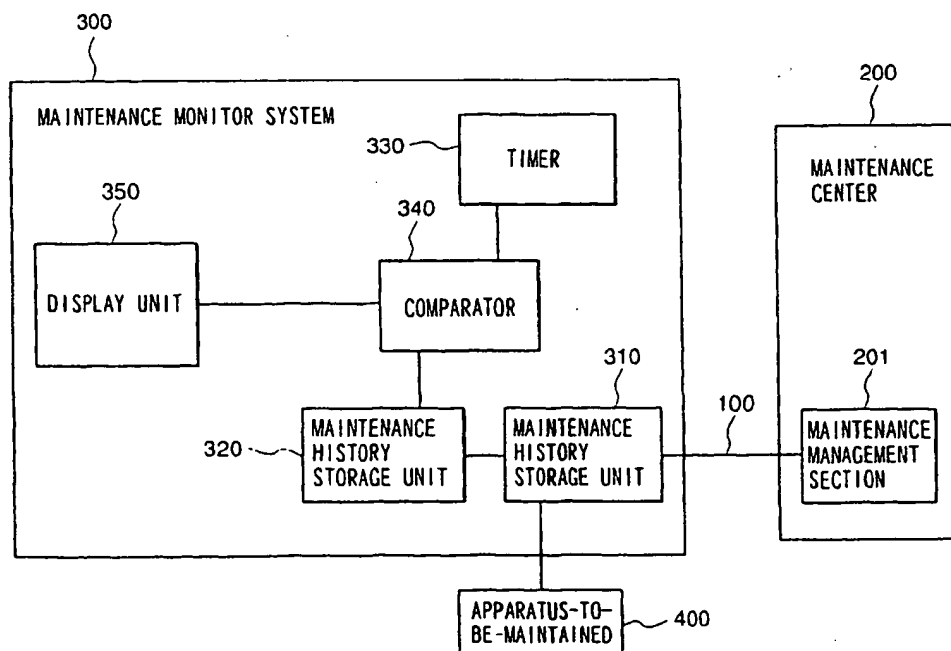 300
200
MAINTENANCE MONITOR SYSTEM
330
TIMER
MAINTENANCE
CENTER
350
340
DISPLAY UNIT
COMPARATOR
310
201
100
320
MAINTENANCE
HISTORY
STORAGE UNIT
MAINTENANCE
HISTORY
STORAGE UNIT
MAINTENANCE
MANAGEMENT
SECTION
APPARATUS-TO-
BE-MAINTAINED
400